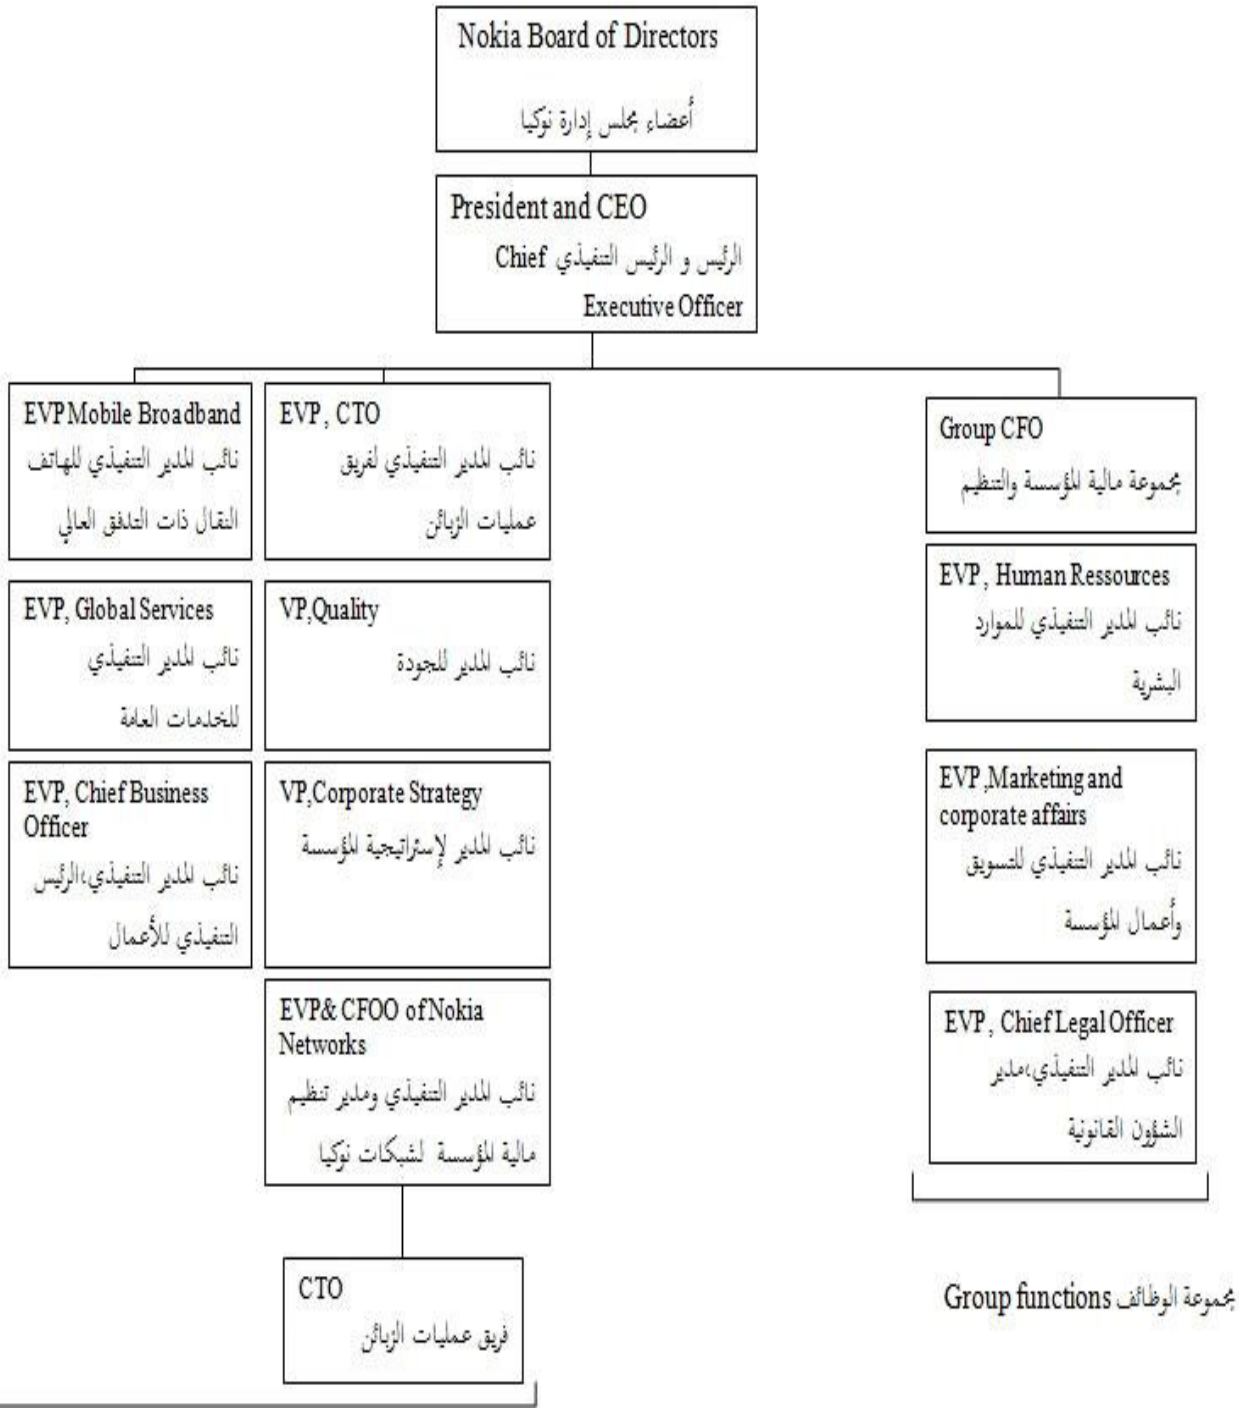 Nokia Board of Directors
أعضاء مجلس إدارة نوكيا
President and CEO
الرئيس و الرئيس التنفيذي Chief
Executive Officer
EVP Mobile Broadband
نائب المدير التنفيذي للهاتف
النقال ذات التدفق العالي
EVP, Global Services
نائب المدير التنفيذي
للخدمات العامة
EVP, Chief Business
Officer
نائب المدير التنفيذي،الرئيس
التنفيذي للأعمال
EVP , CTO
نائب المدير التنفيذي لفريق
عمليات الزبائن
VP,Quality
نائب المدير للجودة
VP,Corporate Strategy
نائب المدير لإستراتيجية المؤسسة
EVP& CFOO of Nokia
Networks
نائب المدير التنفيذي ومدير تنظيم
مالية المؤسسة لشبكات نوكيا
CTO
فريق عمليات الزبائن
Group CFO
مجموعة مالية المؤسسة والتنظيم
EVP , Human Ressources
نائب المدير التنفيذي للموارد
البشرية
EVP ,Marketing and
corporate affairs
نائب المدير التنفيذي للتسويق
وأعمال المؤسسة
EVP , Chief Legal Officer
نائب المدير التنفيذي،مدير
الشؤون القانونية
مجموعة الوظائف Group functions